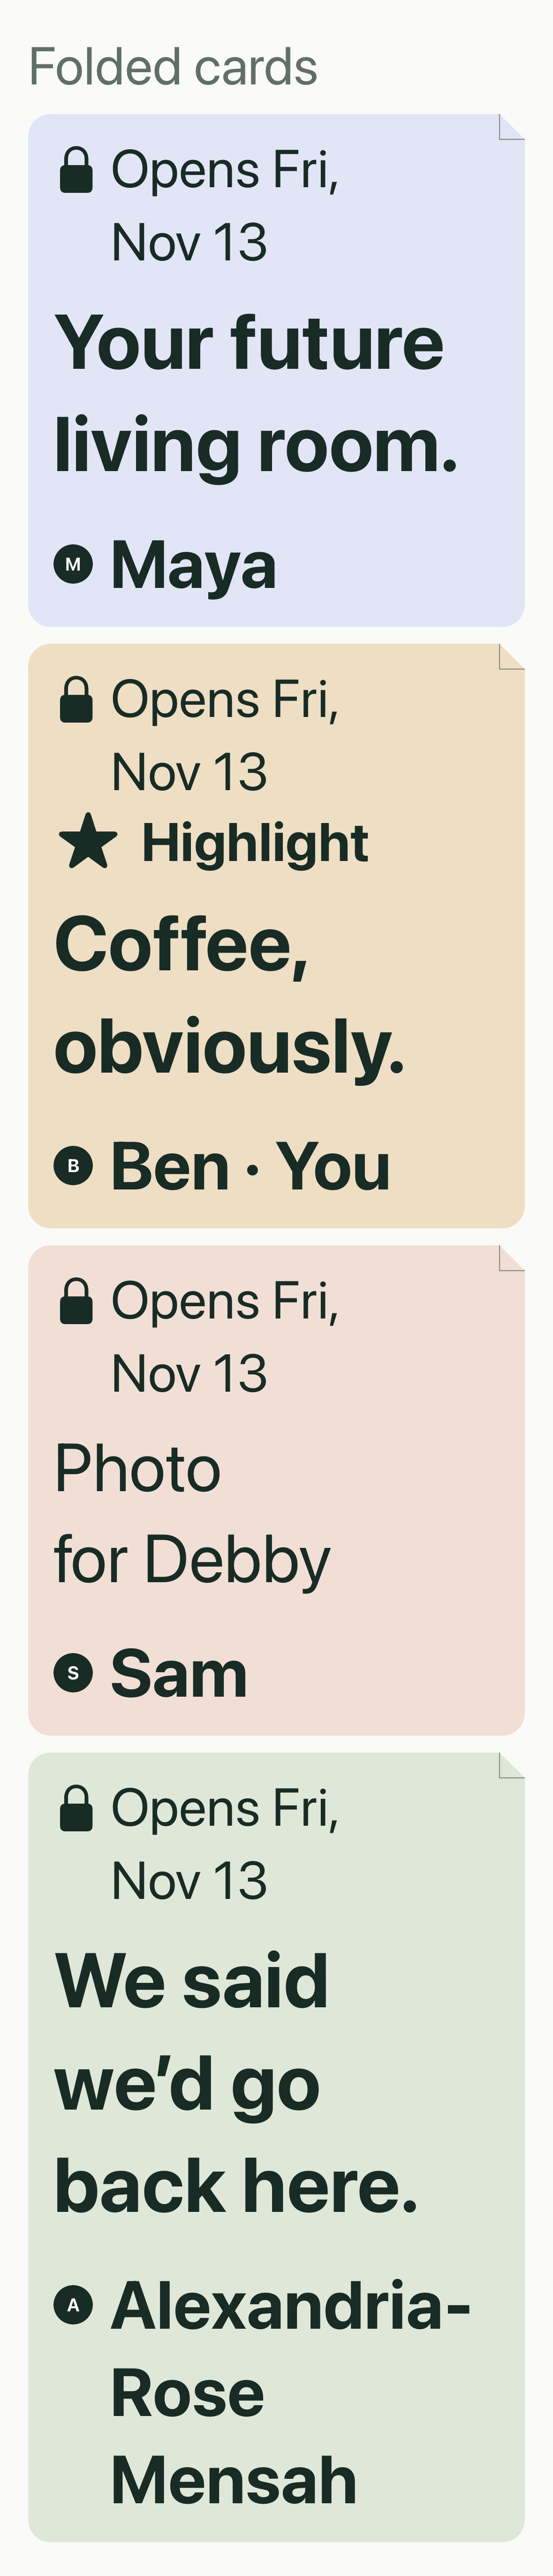 Folded cards
Opens Fri,
Nov 13
Your future
living room.
M Maya
Opens Fri,
Nov 13
Highlight
Coffee,
obviously.
B Ben · You
Opens Fri,
Nov 13
Photo
for Debby
S Sam
Opens Fri,
Nov 13
We said
we’d go
back here.
A Alexandria-
Rose
Mensah